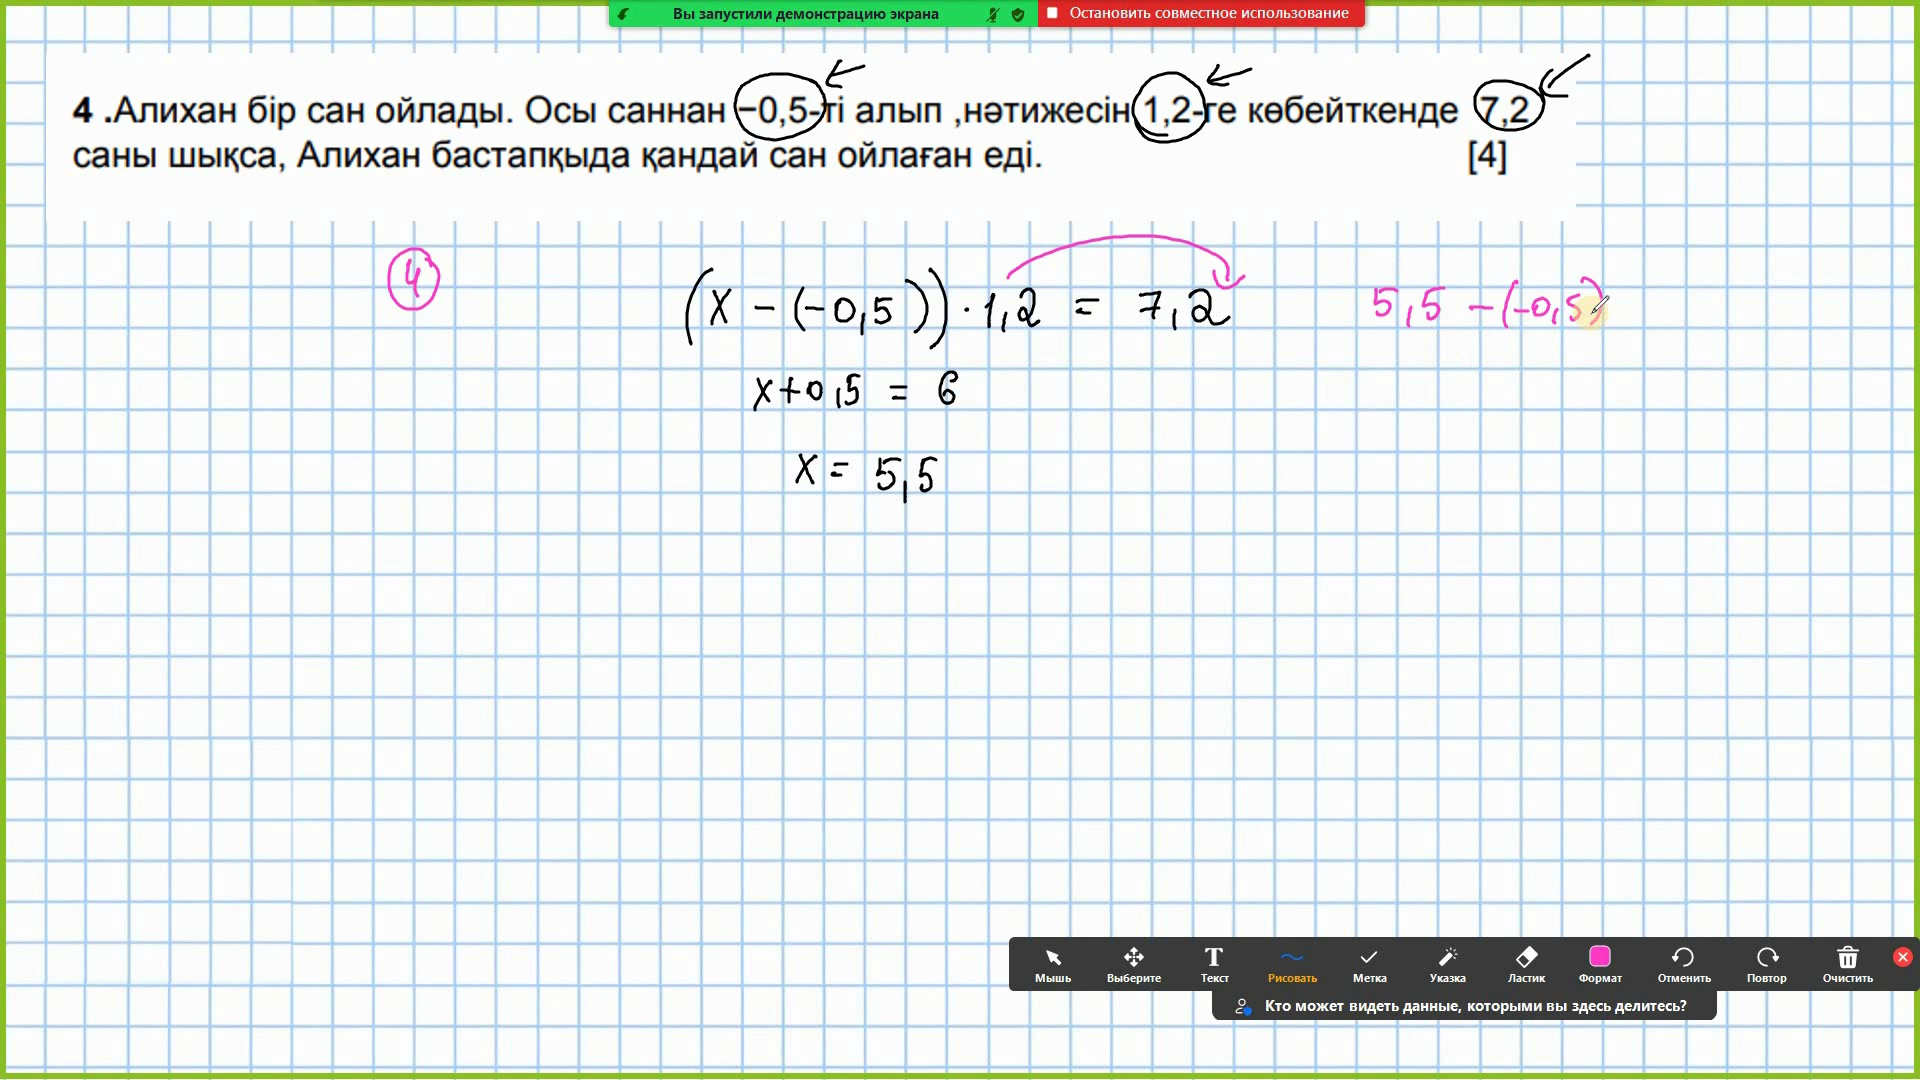 Вы запустили демонстрацию экрана
Остановить совместное использование
4 .Алихан бір сан ойлады. Осы саннан −0,5-ті алып ,нәтижесін 1,2-ге көбейткенде 7,2
саны шықса, Алихан бастапқыда қандай сан ойлаған еді. [4]
4
(x − (−0,5)) · 1,2 = 7,2
5,5 − (−0,5)
x+0,5 = 6
x = 5,5
Мышь
Выберите
Текст
Рисовать
Метка
Указка
Ластик
Формат
Отменить
Повтор
Очистить
Кто может видеть данные, которыми вы здесь делитесь?